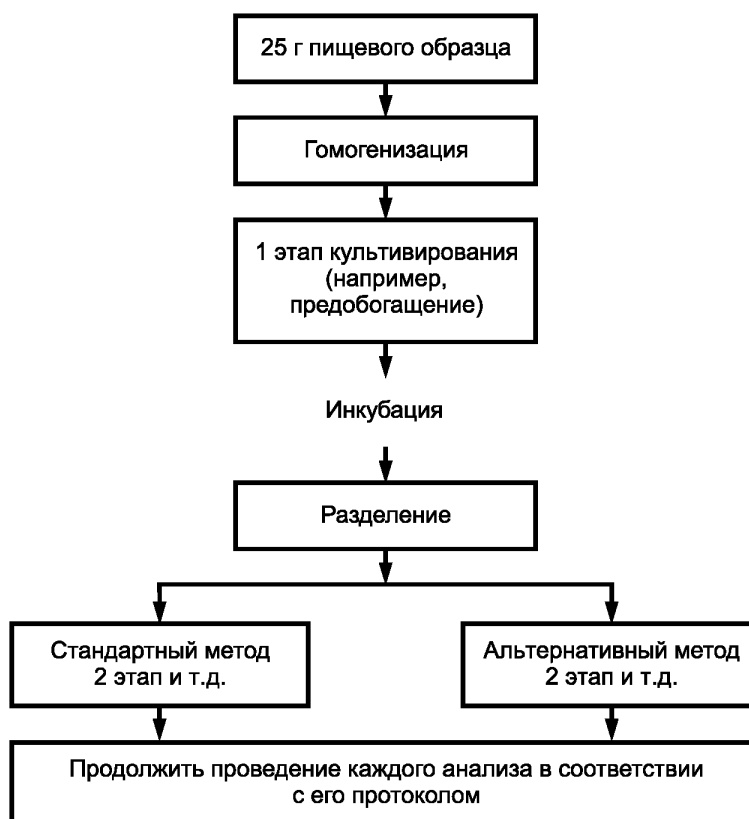 25 г пищевого образца
Гомогенизация
1 этап культивирования
(например,
предобогащение)
Инкубация
Разделение
Стандартный метод
2 этап и т.д.
Альтернативный метод
2 этап и т.д.
Продолжить проведение каждого анализа в соответствии
с его протоколом